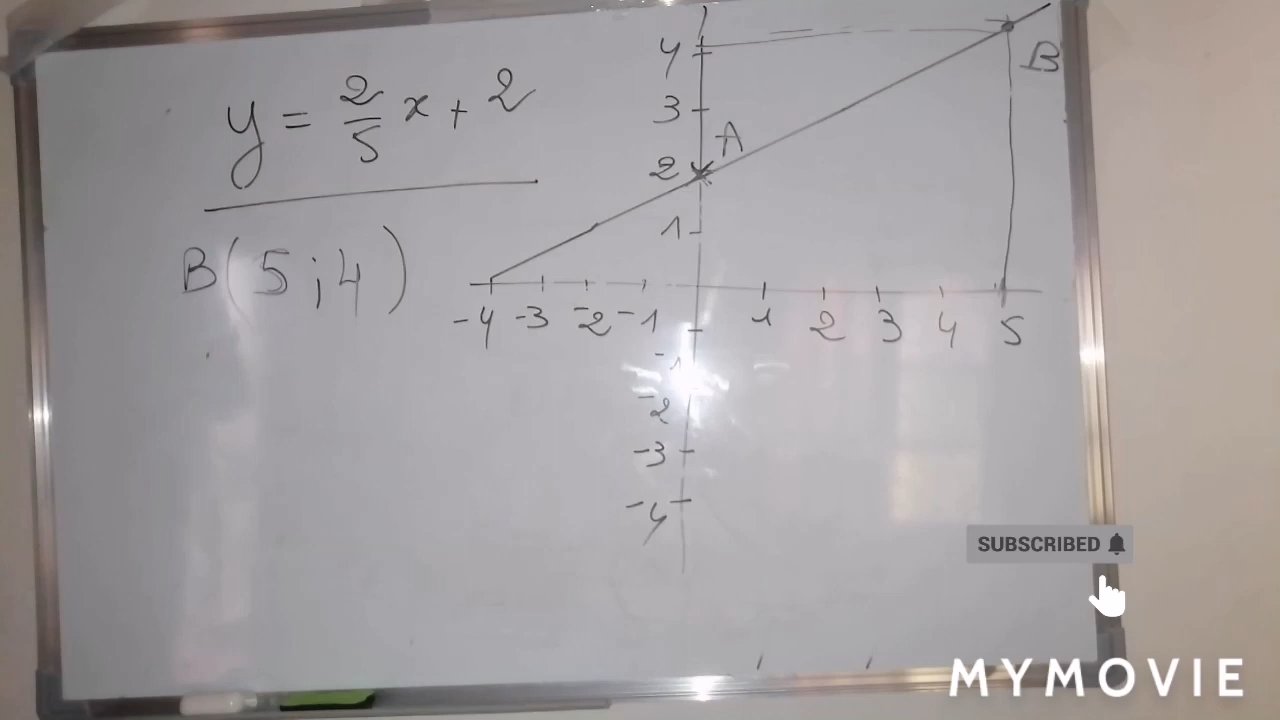 y = 2/5 x + 2
B(5;4)
4
B
3
A
2
1
-4 -3 -2 -1 1 2 3 4 5
-1
-2
-3
-4
SUBSCRIBED
MYMOVIE